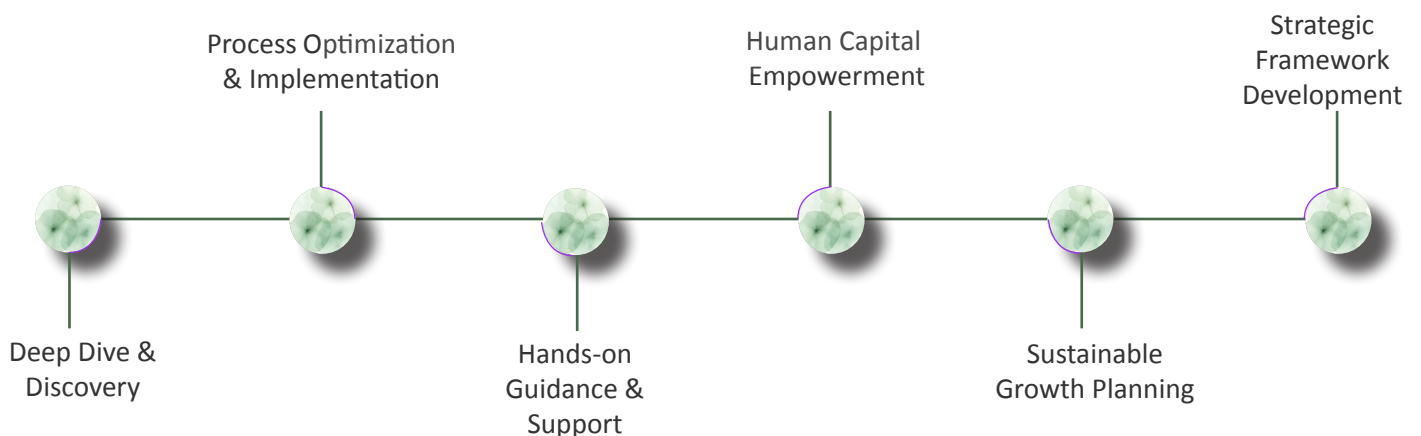 Deep Dive &
Discovery
Process Optimization
& Implementation
Hands-on
Guidance &
Support
Human Capital
Empowerment
Sustainable
Growth Planning
Strategic
Framework
Development